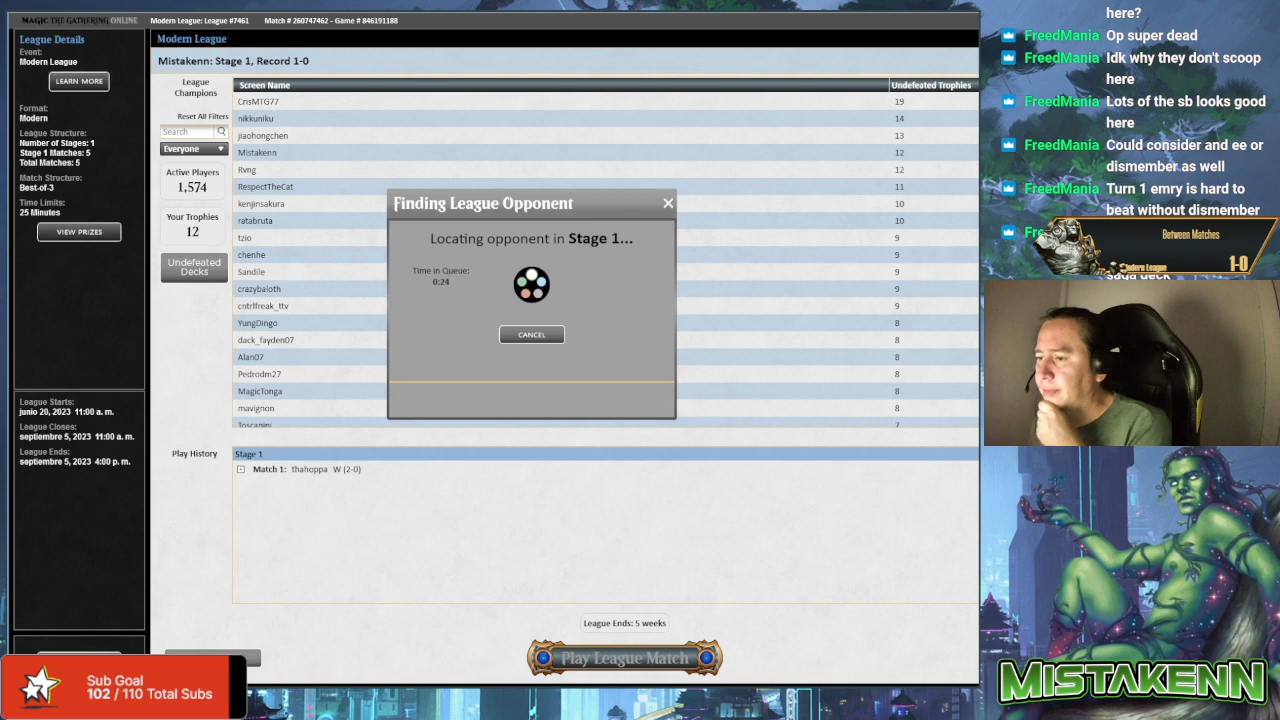 MAGIC THE GATHERING ONLINE
Modern League: League #7461
Match # 260747462 - Game # 846191188
League Details
Event:
Modern League
LEARN MORE
Format:
Modern
League Structure:
Number of Stages: 1
Stage 1 Matches: 5
Total Matches: 5
Match Structure:
Best-of-3
Time Limits:
25 Minutes
VIEW PRIZES
League Starts:
junio 20, 2023 11:00 a. m.
League Closes:
septiembre 5, 2023 11:00 a. m.
League Ends:
septiembre 5, 2023 4:00 p. m.
Modern League
Mistakenn: Stage 1, Record 1-0
League
Champions
Reset All Filters
Search
Everyone
Active Players
1,574
Your Trophies
12
Undefeated
Decks
Screen Name Undefeated Trophies
CrisMTG77 19
nikkuniku 14
jiaohongchen 13
Mistakenn 12
Rvng 12
RespectTheCat 11
kenjinsakura 10
ratabruta 10
tzio 9
chenhe 9
Sandile 9
crazybaloth 9
cntrlfreak_ttv 9
YungDingo 8
dack_fayden07 8
Alan07 8
Pedrodm27 8
MagicTonga 8
mavignon 8
Toscanini 7
Finding League Opponent
Locating opponent in Stage 1...
Time in Queue:
0:24
CANCEL
Play History
Stage 1
Match 1: thahoppa W (2-0)
League Ends: 5 weeks
Play League Match
Sub Goal
102 / 110 Total Subs
here?
FreedMania Op super dead
FreedMania Idk why they don't scoop
here
FreedMania Lots of the sb looks good
here
FreedMania Could consider and ee or
dismember as well
FreedMania Turn 1 emry is hard to
beat without dismember
Fre
saga deck
Between Matches
Modern League
1-0
MISTAKENN